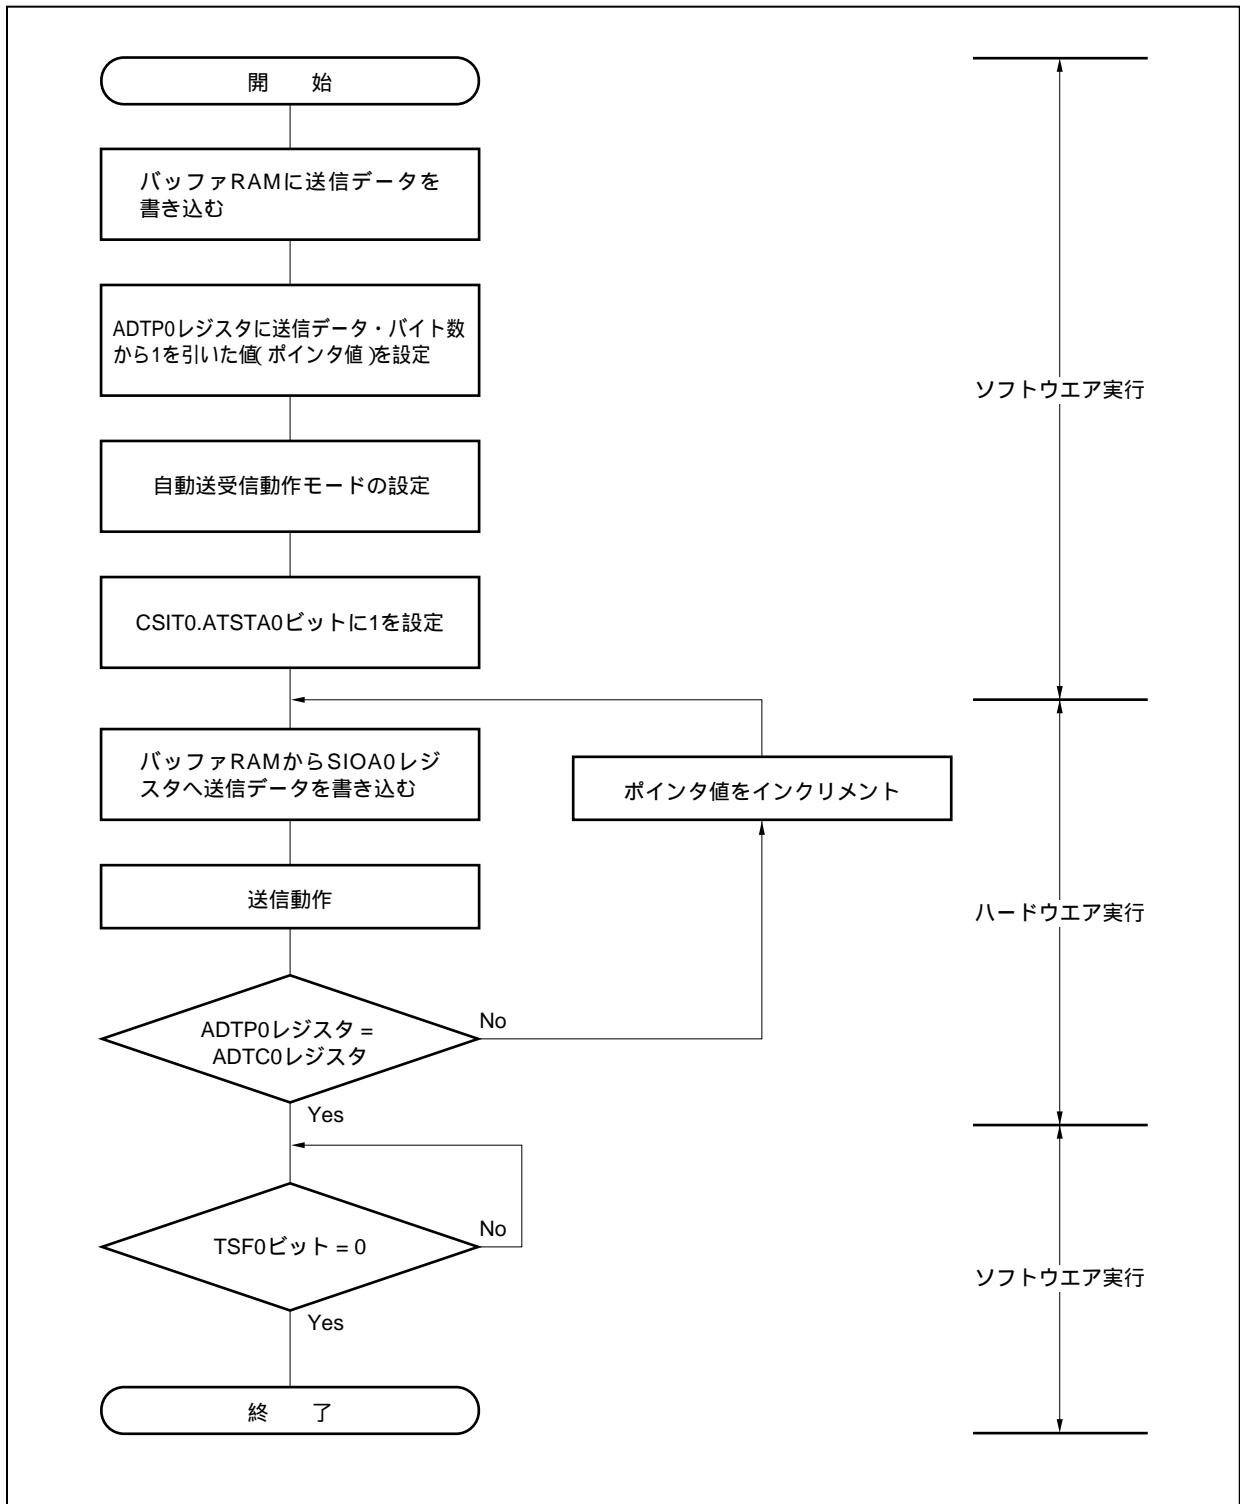 開 始
バッファRAMに送信データを
書き込む
ADTP0レジスタに送信データ・バイト数
から1を引いた値(ポインタ値)を設定
自動送受信動作モードの設定
CSIT0.ATSTA0ビットに1を設定
ソフトウエア実行
バッファRAMからSIOA0レジ
スタへ送信データを書き込む
ポインタ値をインクリメント
送信動作
ハードウエア実行
ADTP0レジスタ =
ADTC0レジスタ
No
Yes
TSF0ビット = 0
No
Yes
ソフトウエア実行
終 了